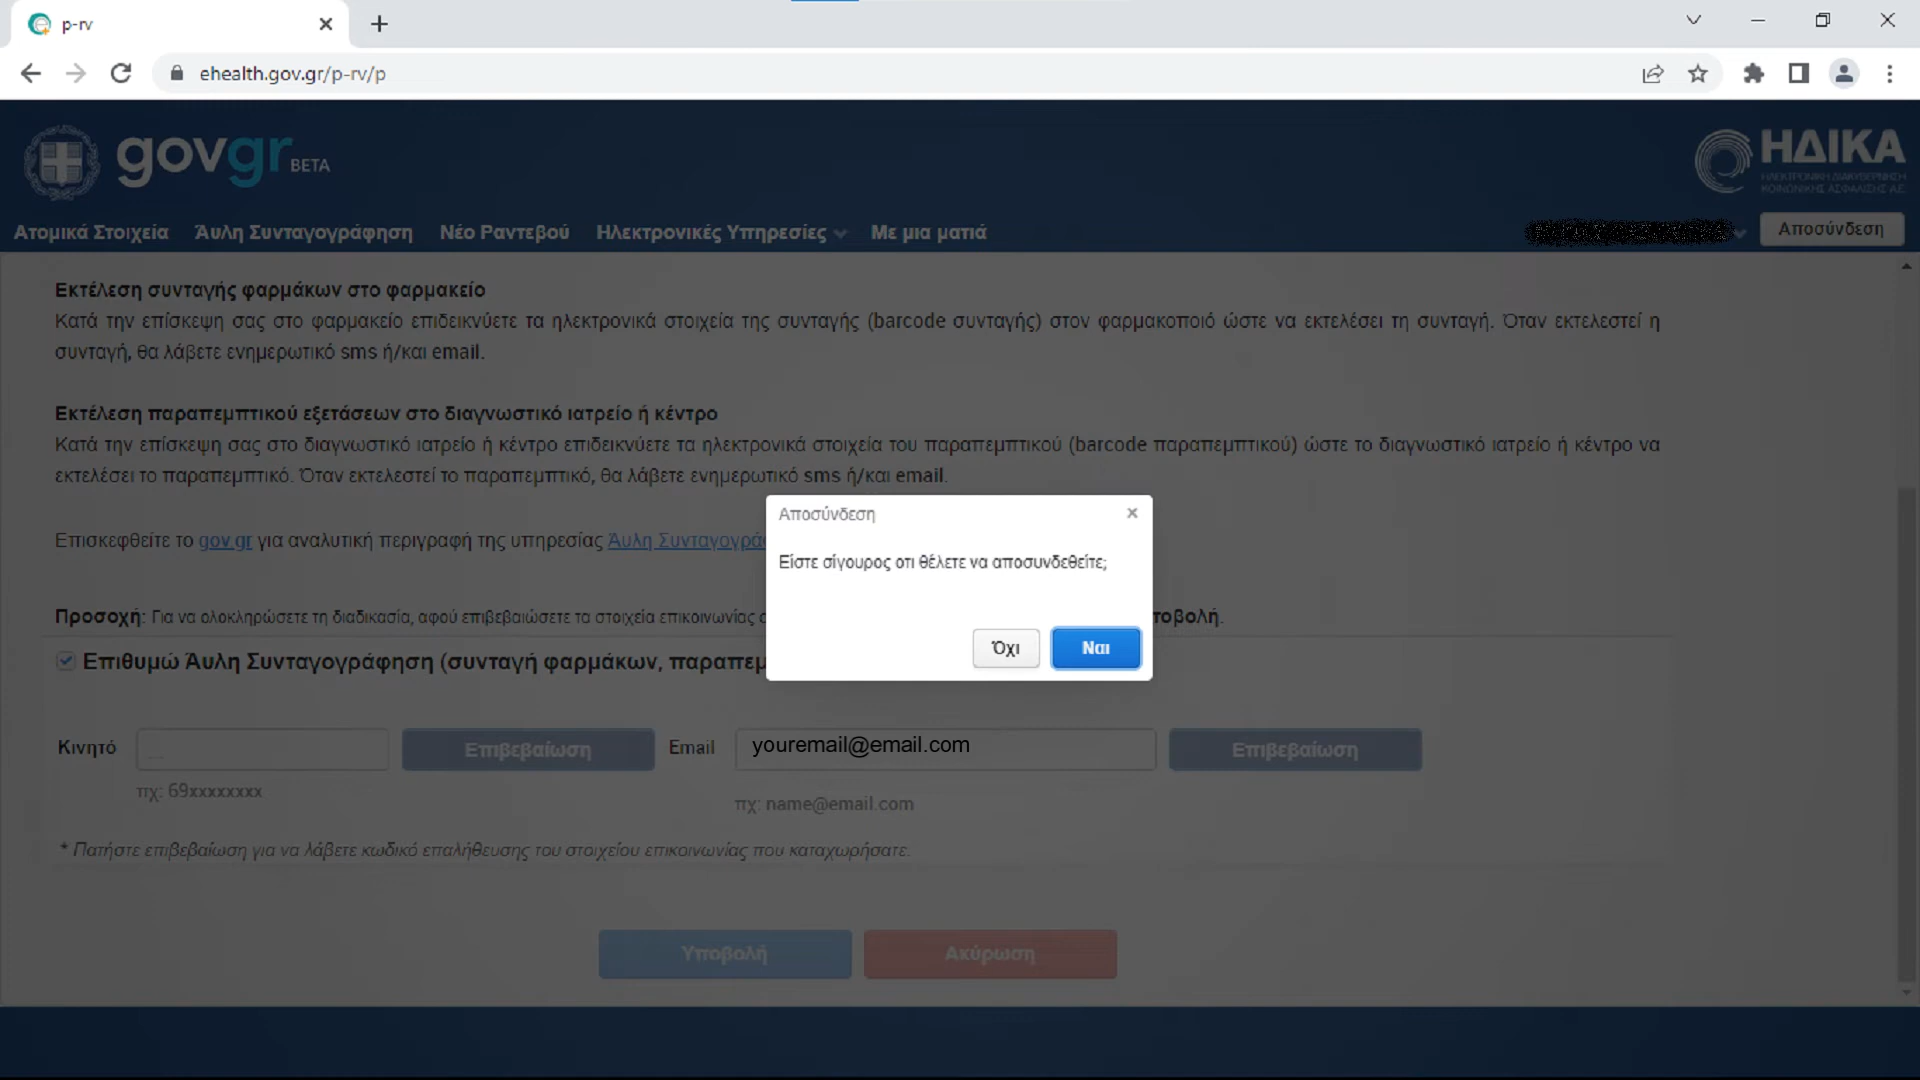 p-rv
ehealth.gov.gr/p-rv/p
govgr BETA
ΗΔΙΚΑ
ΗΛΕΚΤΡΟΝΙΚΗ ΔΙΑΚΥΒΕΡΝΗΣΗ
ΚΟΙΝΩΝΙΚΗΣ ΑΣΦΑΛΙΣΗΣ Α.Ε.
Ατομικά Στοιχεία Άυλη Συνταγογράφηση Νέο Ραντεβού Ηλεκτρονικές Υπηρεσίες Με μια ματιά Αποσύνδεση
Εκτέλεση συνταγής φαρμάκων στο φαρμακείο
Κατά την επίσκεψη σας στο φαρμακείο επιδεικνύετε τα ηλεκτρονικά στοιχεία της συνταγής (barcode συνταγής) στον φαρμακοποιό ώστε να εκτελέσει τη συνταγή. Όταν εκτελεστεί η
συνταγή, θα λάβετε ενημερωτικό sms ή/και email.
Εκτέλεση παραπεμπτικού εξετάσεων στο διαγνωστικό ιατρείο ή κέντρο
Κατά την επίσκεψη σας στο διαγνωστικό ιατρείο ή κέντρο επιδεικνύετε τα ηλεκτρονικά στοιχεία του παραπεμπτικού (barcode παραπεμπτικού) ώστε το διαγνωστικό ιατρείο ή κέντρο να
εκτελέσει το παραπεμπτικό. Όταν εκτελεστεί το παραπεμπτικό, θα λάβετε ενημερωτικό sms ή/και email.
Επισκεφθείτε το gov.gr για αναλυτική περιγραφή της υπηρεσίας Άυλη Συνταγογρά
Προσοχή: Για να ολοκληρώσετε τη διαδικασία, αφού επιβεβαιώσετε τα στοιχεία επικοινωνίας τοβολή.
Επιθυμώ Άυλη Συνταγογράφηση (συνταγή φαρμάκων, παραπεμ
Αποσύνδεση
Είστε σίγουρος οτι θέλετε να αποσυνδεθείτε;
Όχι Ναι
Κινητό Επιβεβαίωση Email youremail@email.com Επιβεβαίωση
πχ: 69xxxxxxxx
πχ: name@email.com
* Πατήστε επιβεβαίωση για να λάβετε κωδικό επαλήθευσης του στοιχείου επικοινωνίας που καταχωρήσατε.
Υποβολή Ακύρωση